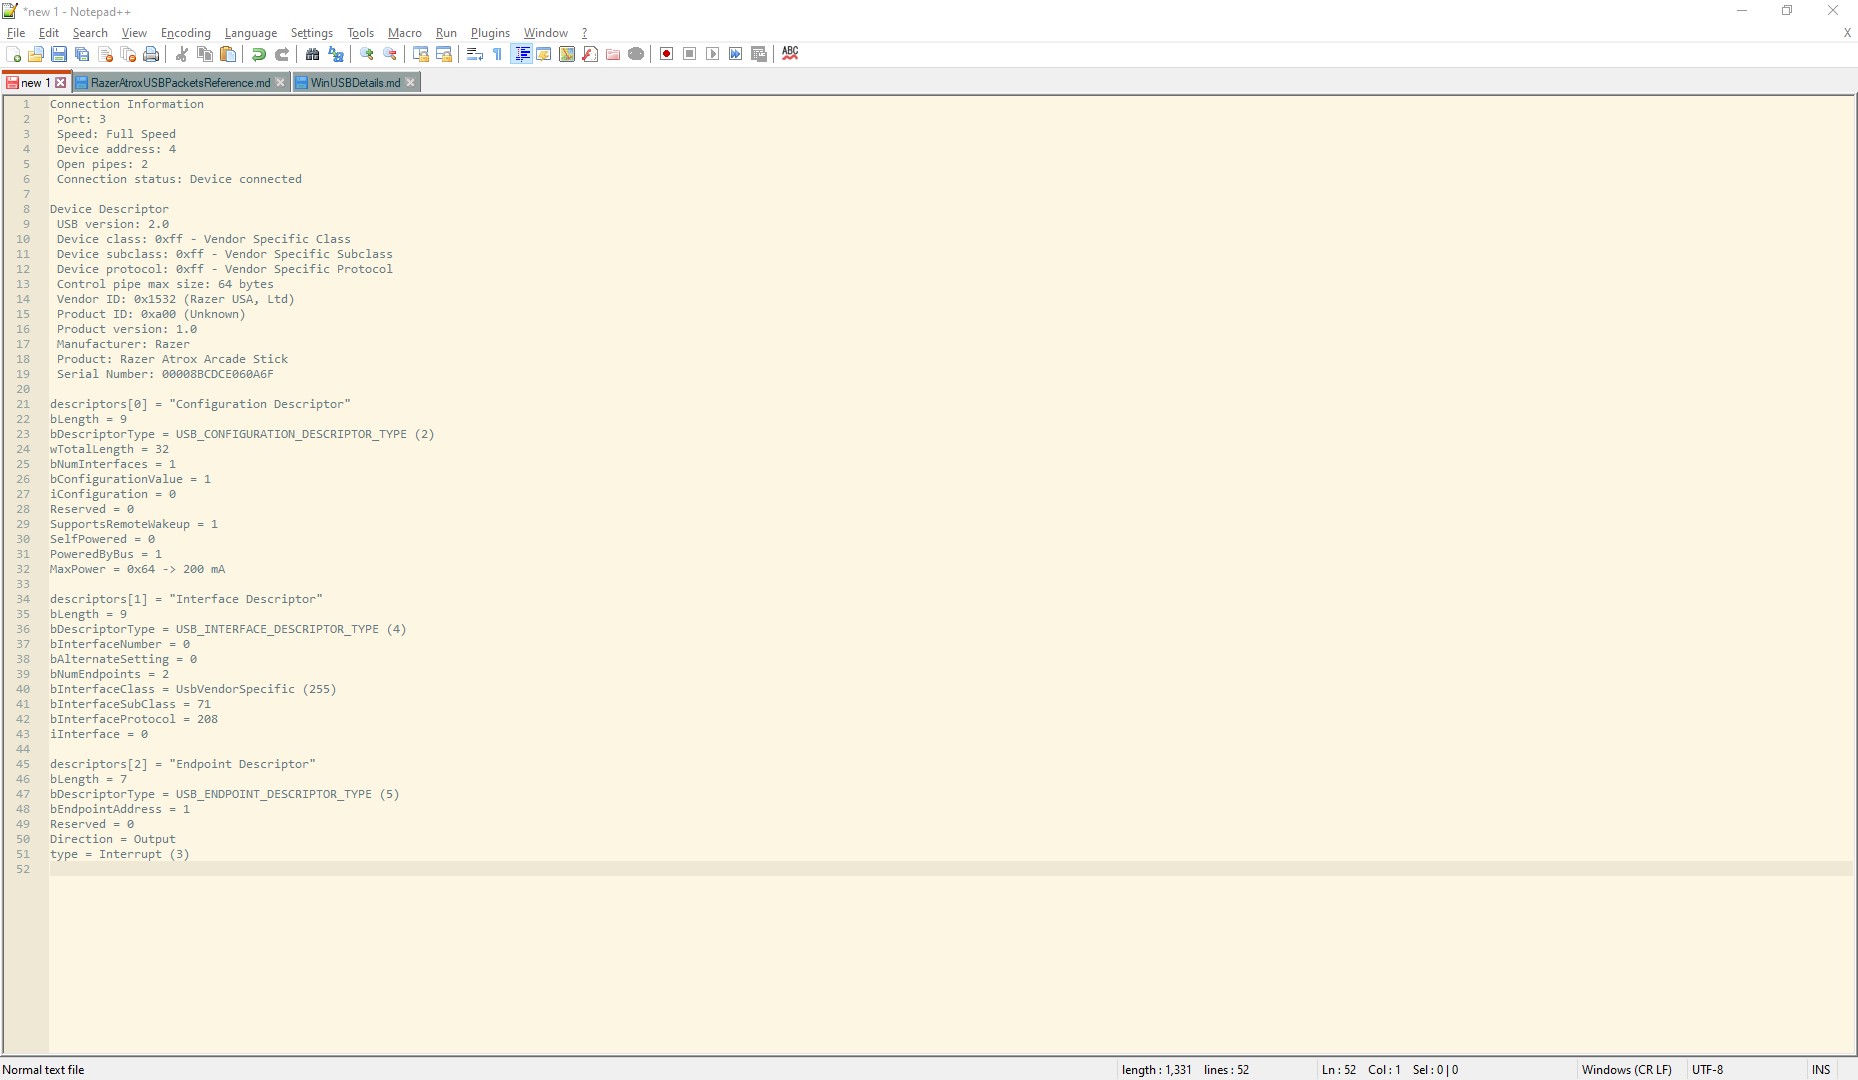 *new 1 - Notepad++
File Edit Search View Encoding Language Settings Tools Macro Run Plugins Window ? X
ABC
new 1 RazerAtroxUSBPacketsReference.md WinUSBDetails.md
1 Connection Information
2 Port: 3
3 Speed: Full Speed
4 Device address: 4
5 Open pipes: 2
6 Connection status: Device connected
7
8 Device Descriptor
9 USB version: 2.0
10 Device class: 0xff - Vendor Specific Class
11 Device subclass: 0xff - Vendor Specific Subclass
12 Device protocol: 0xff - Vendor Specific Protocol
13 Control pipe max size: 64 bytes
14 Vendor ID: 0x1532 (Razer USA, Ltd)
15 Product ID: 0xa00 (Unknown)
16 Product version: 1.0
17 Manufacturer: Razer
18 Product: Razer Atrox Arcade Stick
19 Serial Number: 00008BCDCE060A6F
20
21 descriptors[0] = "Configuration Descriptor"
22 bLength = 9
23 bDescriptorType = USB_CONFIGURATION_DESCRIPTOR_TYPE (2)
24 wTotalLength = 32
25 bNumInterfaces = 1
26 bConfigurationValue = 1
27 iConfiguration = 0
28 Reserved = 0
29 SupportsRemoteWakeup = 1
30 SelfPowered = 0
31 PoweredByBus = 1
32 MaxPower = 0x64 -> 200 mA
33
34 descriptors[1] = "Interface Descriptor"
35 bLength = 9
36 bDescriptorType = USB_INTERFACE_DESCRIPTOR_TYPE (4)
37 bInterfaceNumber = 0
38 bAlternateSetting = 0
39 bNumEndpoints = 2
40 bInterfaceClass = UsbVendorSpecific (255)
41 bInterfaceSubClass = 71
42 bInterfaceProtocol = 208
43 iInterface = 0
44
45 descriptors[2] = "Endpoint Descriptor"
46 bLength = 7
47 bDescriptorType = USB_ENDPOINT_DESCRIPTOR_TYPE (5)
48 bEndpointAddress = 1
49 Reserved = 0
50 Direction = Output
51 type = Interrupt (3)
52
Normal text file length : 1,331 lines : 52 Ln : 52 Col : 1 Sel : 0 | 0 Windows (CR LF) UTF-8 INS